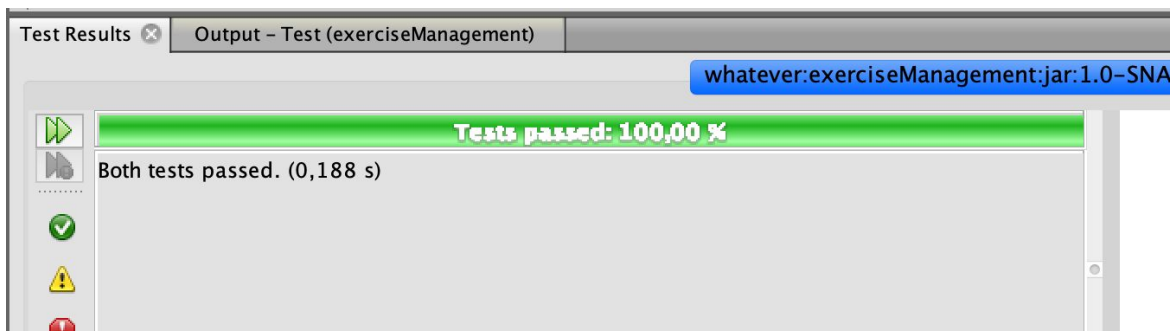 Test Results
Output – Test (exerciseManagement)
whatever:exerciseManagement:jar:1.0-SNA
Tests passed: 100,00 %
Both tests passed. (0,188 s)